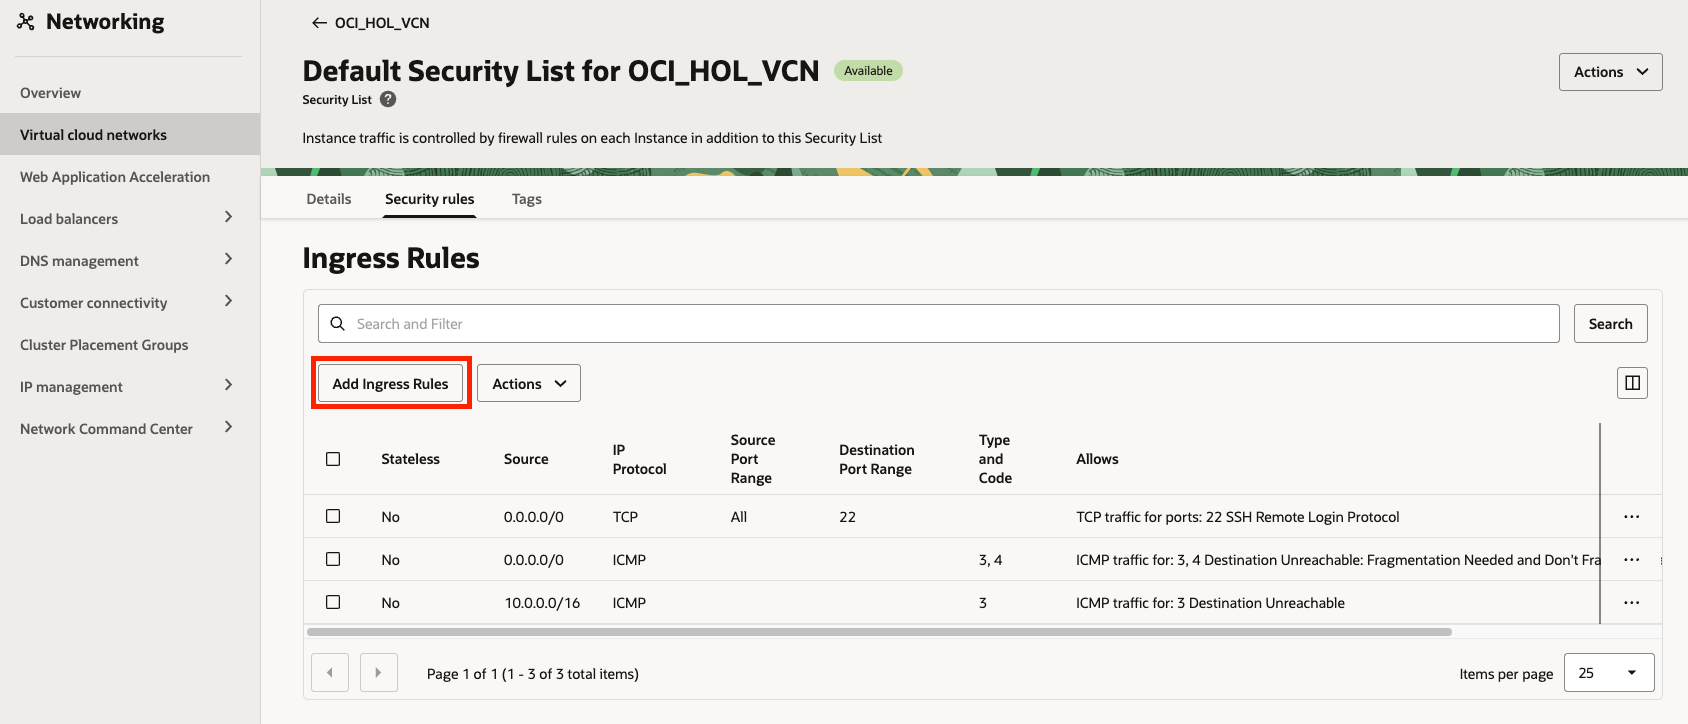 Networking
Overview
Virtual cloud networks
Web Application Acceleration
Load balancers
DNS management
Customer connectivity
Cluster Placement Groups
IP management
Network Command Center
OCI_HOL_VCN
Default Security List for OCI_HOL_VCN Available
Security List ?
Actions
Instance traffic is controlled by firewall rules on each Instance in addition to this Security List
Details Security rules Tags
Ingress Rules
Search and Filter Search
Add Ingress Rules Actions
Stateless Source IP Protocol Source Port Range Destination Port Range Type and Code Allows
No 0.0.0.0/0 TCP All 22 TCP traffic for ports: 22 SSH Remote Login Protocol
No 0.0.0.0/0 ICMP 3, 4 ICMP traffic for: 3, 4 Destination Unreachable: Fragmentation Needed and Don't Fra
No 10.0.0.0/16 ICMP 3 ICMP traffic for: 3 Destination Unreachable
Page 1 of 1 (1 - 3 of 3 total items) Items per page 25